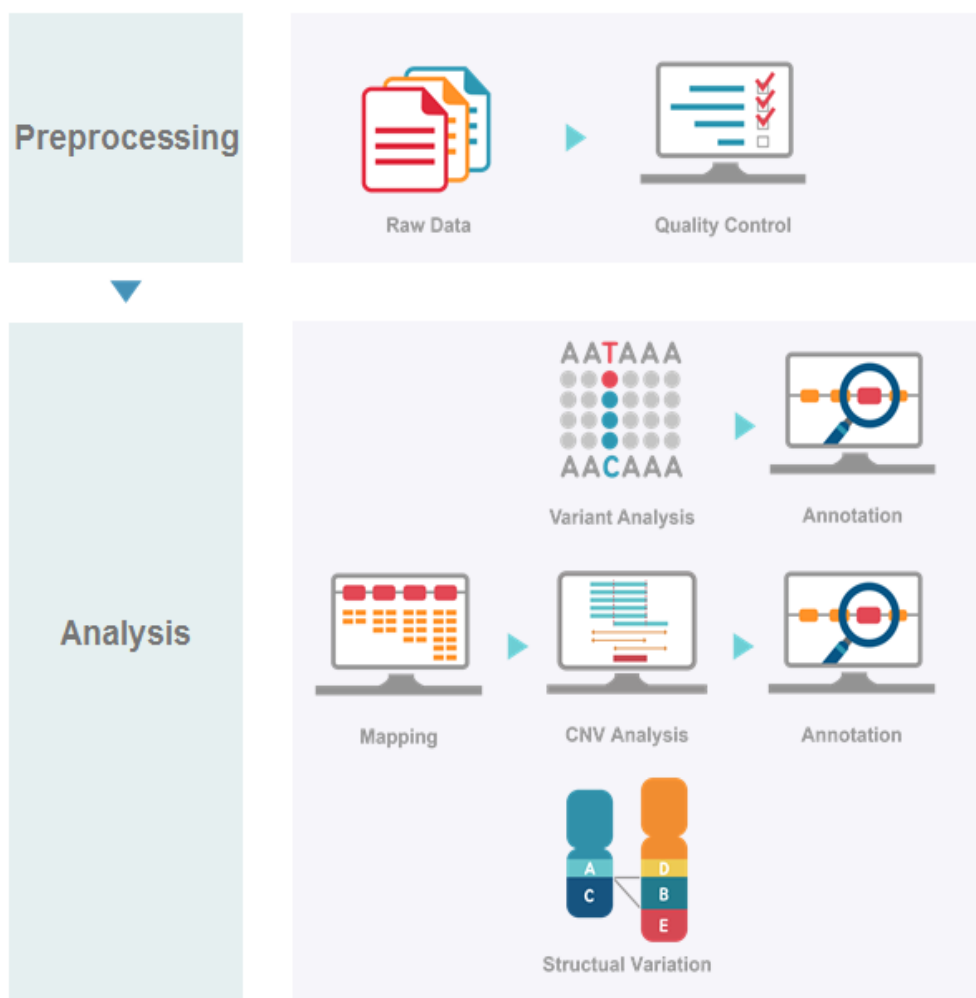 Preprocessing
Raw Data
Quality Control
AATAAA
AACAAA
Variant Analysis
Annotation
Analysis
Mapping
CNV Analysis
Annotation
A
C
D
B
E
Structual Variation